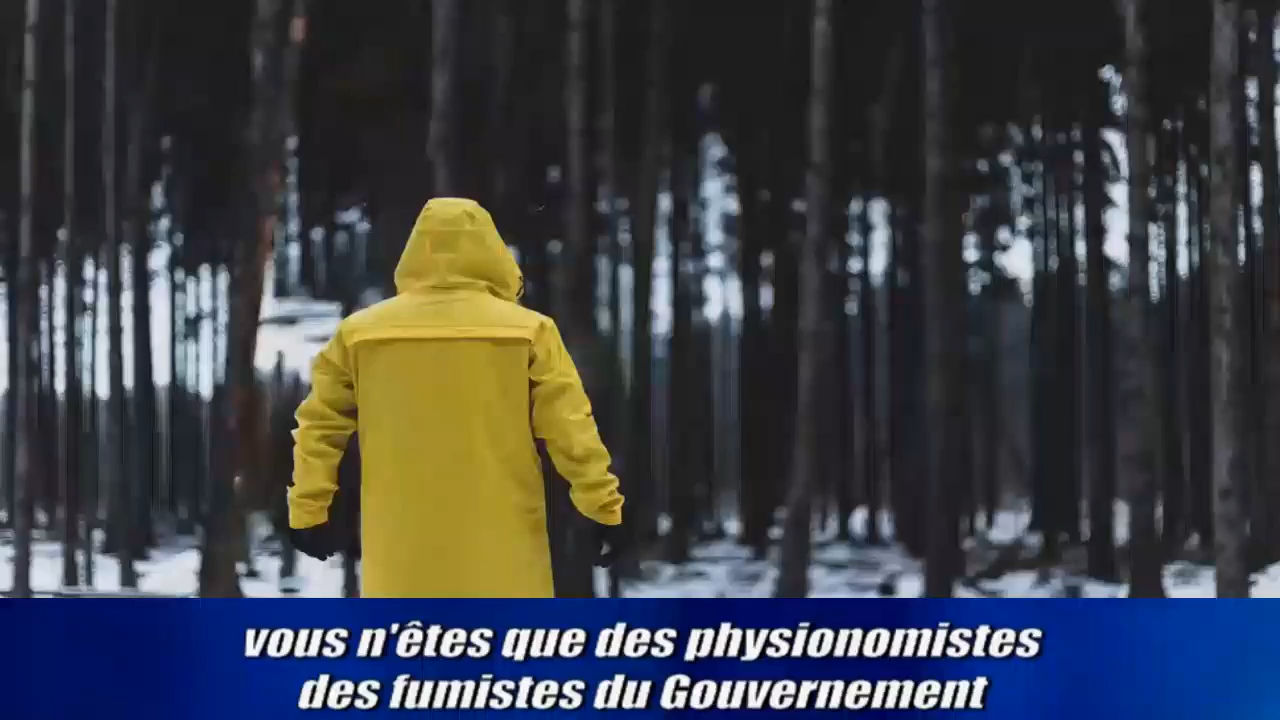 vous n'êtes que des physionomistes
des fumistes du Gouvernement